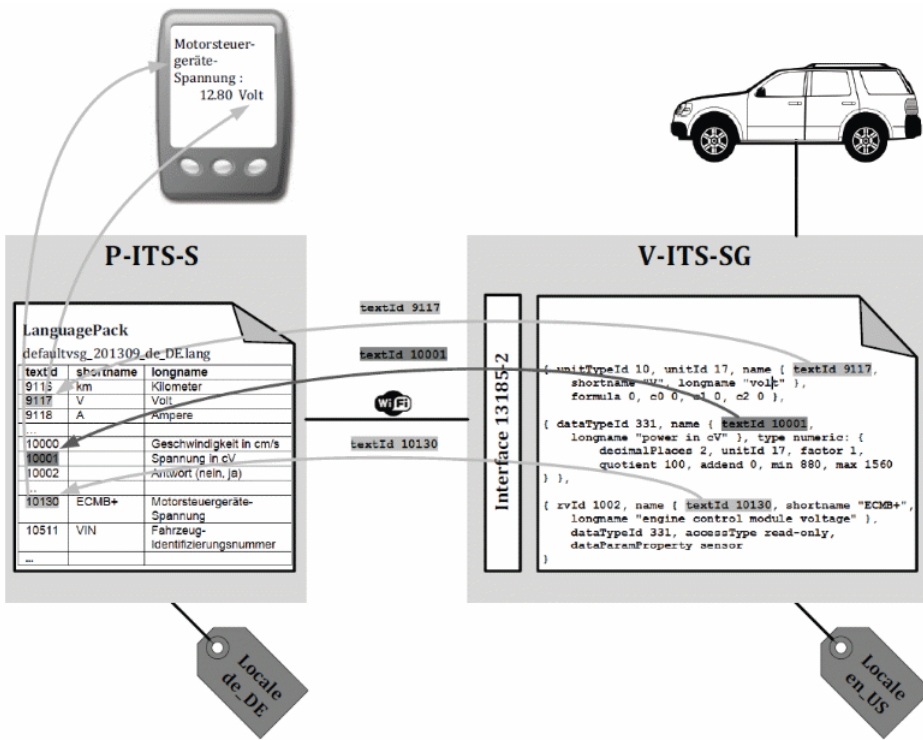 Motorsteuer-
geräte-
Spannung :
12.80 Volt
P-ITS-S
V-ITS-SG
LanguagePack
defaultvsg_201309_de_DE.lang
textid shortname longname
9116 km Kilometer
9117 V Volt
9118 A Ampere
...
10000 Geschwindigkeit in cm/s
10001 Spannung in cV
10002 Antwort (nein, ja)
...
10130 ECMB+ Motorsteuergeräte-
Spannung
10511 VIN Fahrzeug-
Identifizierungsnummer
...
textId 9117
textId 10001
Wi Fi
textId 10130
Interface 13185-2
{ unitTypeId 10, unitId 17, name { textId 9117,
shortname "V", longname "volt" },
formula 0, c0 0, c1 0, c2 0 },
{ dataTypeId 331, name { textId 10001,
longname "power in cV" }, type numeric: {
decimalPlaces 2, unitId 17, factor 1,
quotient 100, addend 0, min 880, max 1560
} },
{ rvId 1002, name { textId 10130, shortname "ECMB+",
longname "engine control module voltage" },
dataTypeId 331, accessType read-only,
dataParamProperty sensor
}
Locale
de_DE
Locale
en_US